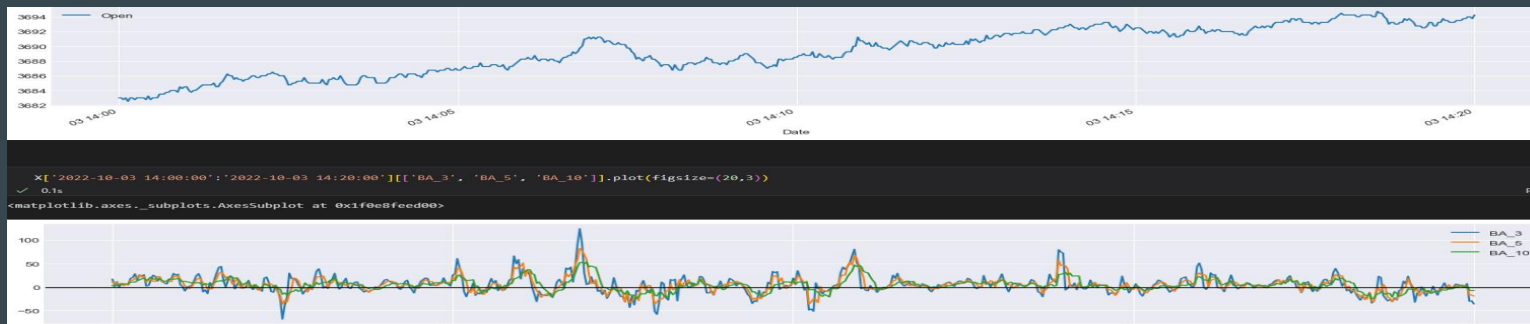 3694
Open
3692
3690
3688
3686
3684
3682
03 14:00
03 14:05
03 14:10
03 14:15
03 14:20
Date
X['2022-10-03 14:00:00':'2022-10-03 14:20:00'][['BA_3', 'BA_5', 'BA_10']].plot(figsize=(20,3))
✓ 0.1s
<matplotlib.axes._subplots.AxesSubplot at 0x1f0e8feed00>
100
50
0
−50
BA_3
BA_5
BA_10